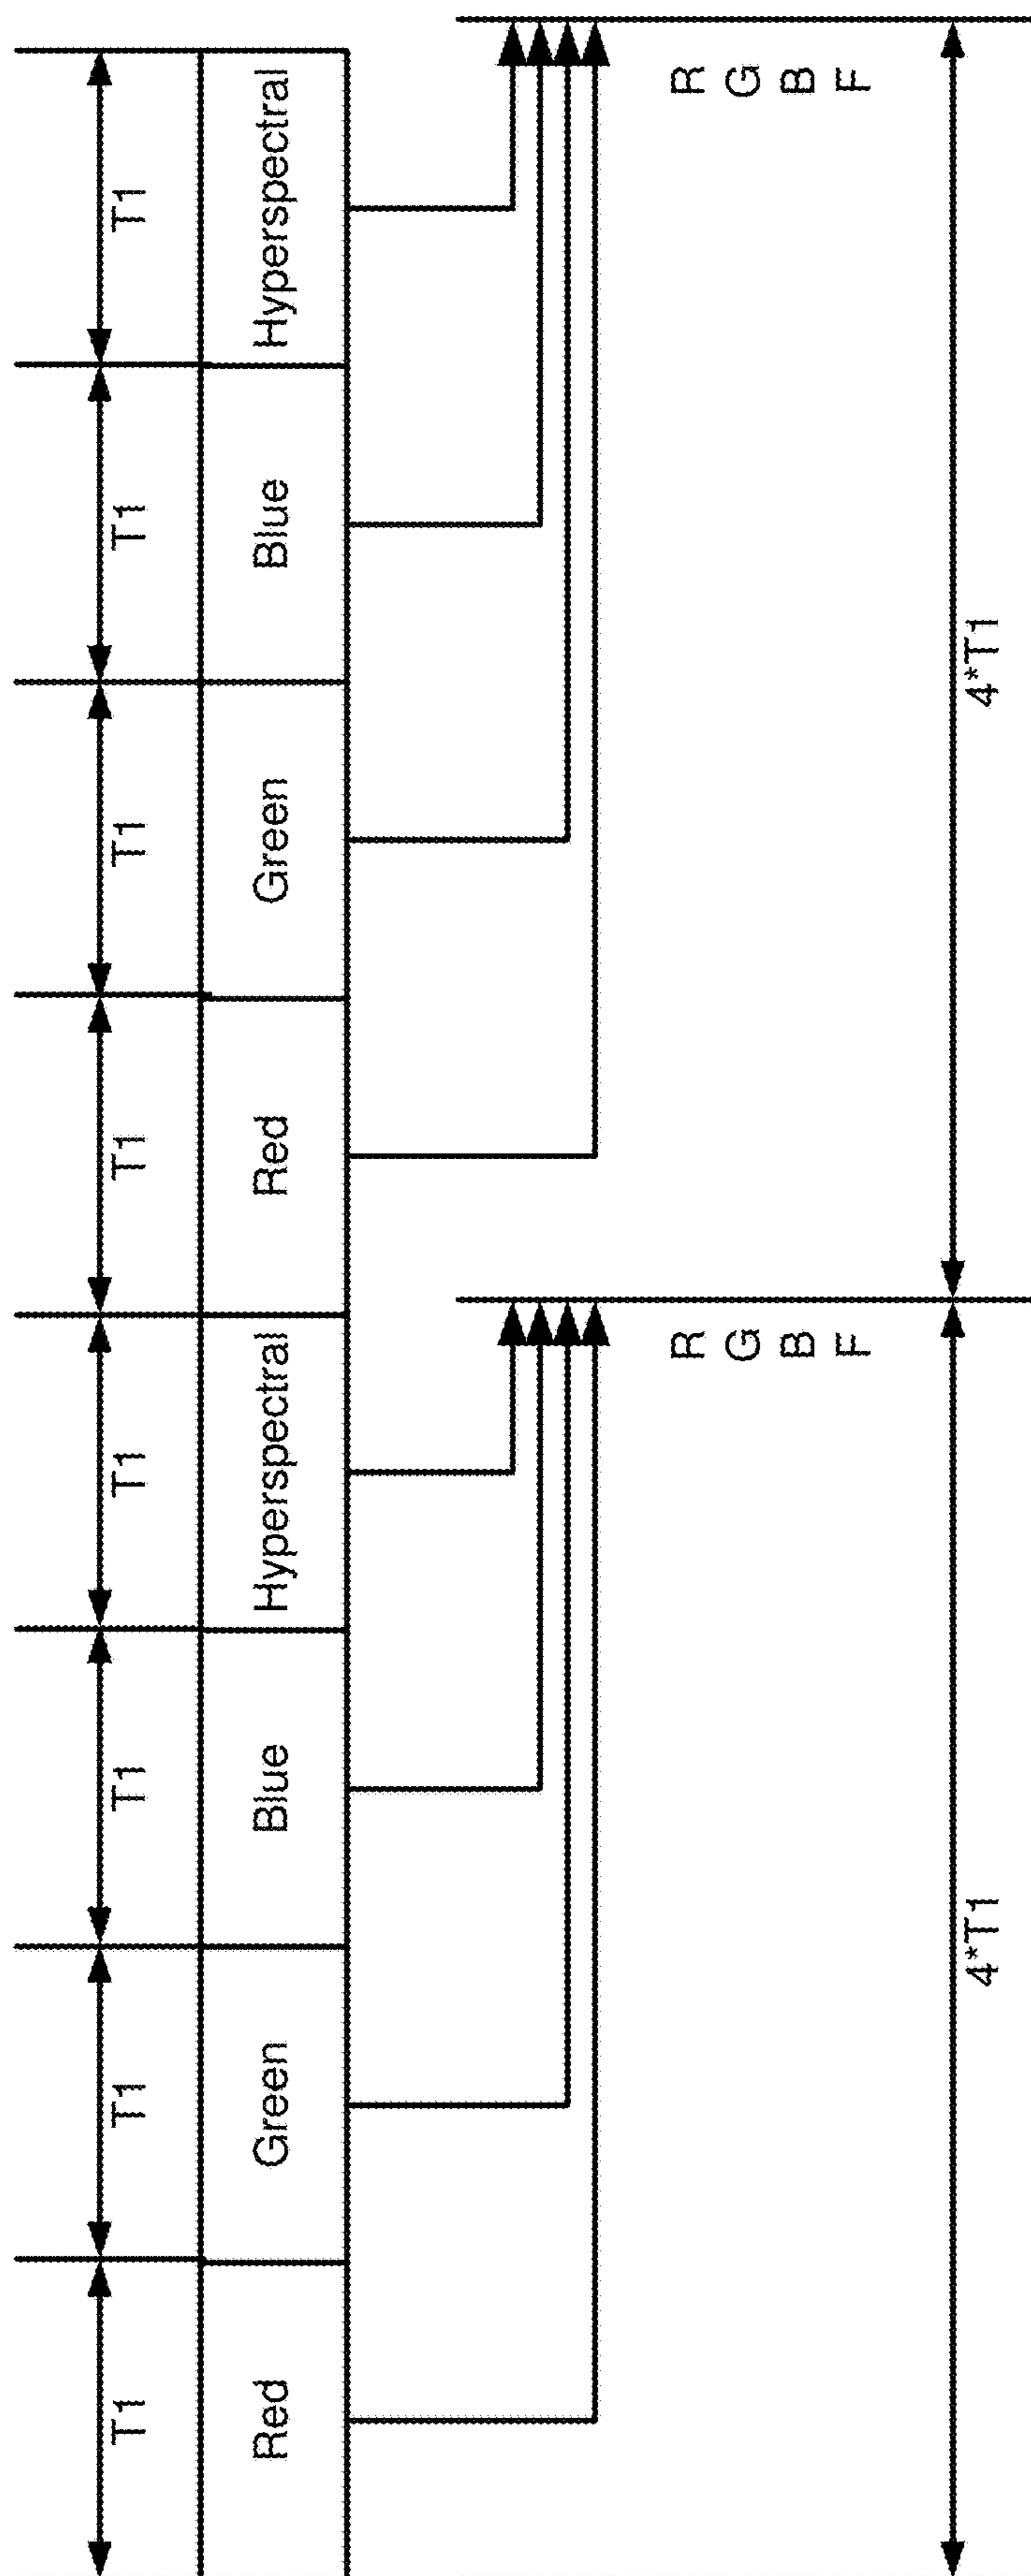 T1 T1 T1 T1 T1 T1 T1 T1
Red Green Blue Hyperspectral Red Green Blue Hyperspectral
R R
G G
B B
F F
4*T1 4*T1